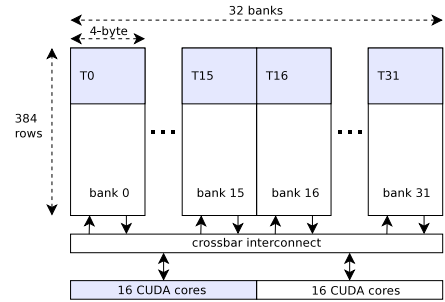 32 banks
4-byte
T0
T15
T16
T31
384
rows
bank 0
bank 15
bank 16
bank 31
crossbar interconnect
16 CUDA cores
16 CUDA cores